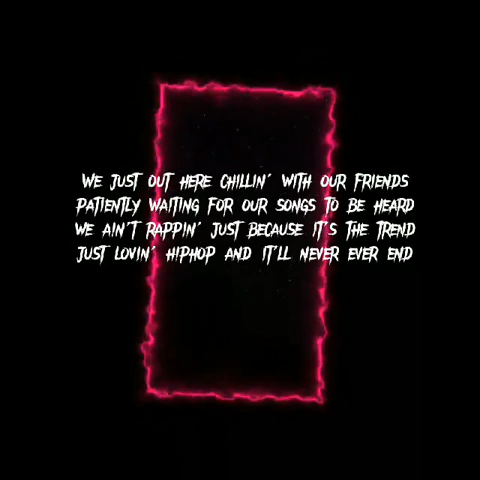 WE JUST OUT HERE CHILLIN' WITH OUR FRIENDS
PATIENTLY WAITING FOR OUR SONGS TO BE HEARD
WE AIN'T RAPPIN' JUST BECAUSE IT'S THE TREND
JUST LOVIN' HIPHOP AND IT'LL NEVER EVER END